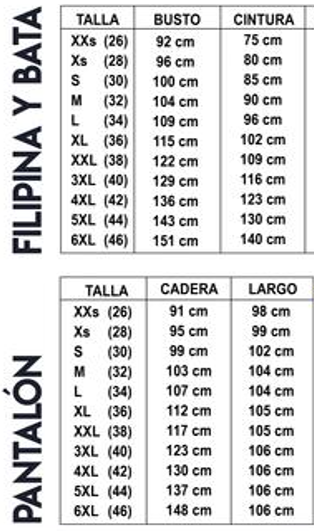 FILIPINA Y BATA
TALLA BUSTO CINTURA
XXs (26) 92 cm 75 cm
Xs (28) 96 cm 80 cm
S (30) 100 cm 85 cm
M (32) 104 cm 90 cm
L (34) 109 cm 96 cm
XL (36) 115 cm 102 cm
XXL (38) 122 cm 109 cm
3XL (40) 129 cm 116 cm
4XL (42) 136 cm 123 cm
5XL (44) 143 cm 130 cm
6XL (46) 151 cm 140 cm
PANTALÓN
TALLA CADERA LARGO
XXs (26) 91 cm 98 cm
Xs (28) 95 cm 99 cm
S (30) 99 cm 102 cm
M (32) 103 cm 104 cm
L (34) 107 cm 104 cm
XL (36) 112 cm 105 cm
XXL (38) 117 cm 105 cm
3XL (40) 123 cm 106 cm
4XL (42) 130 cm 106 cm
5XL (44) 137 cm 106 cm
6XL (46) 148 cm 106 cm